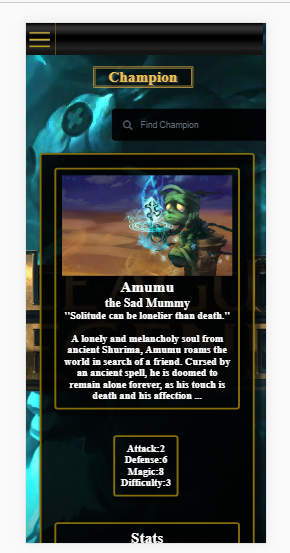 Champion
Find Champion
Amumu
the Sad Mummy
"Solitude can be lonelier than death."
A lonely and melancholy soul from
ancient Shurima, Amumu roams the
world in search of a friend. Cursed by
an ancient spell, he is doomed to
remain alone forever, as his touch is
death and his affection ...
Attack:2
Defense:6
Magic:8
Difficulty:3
Stats